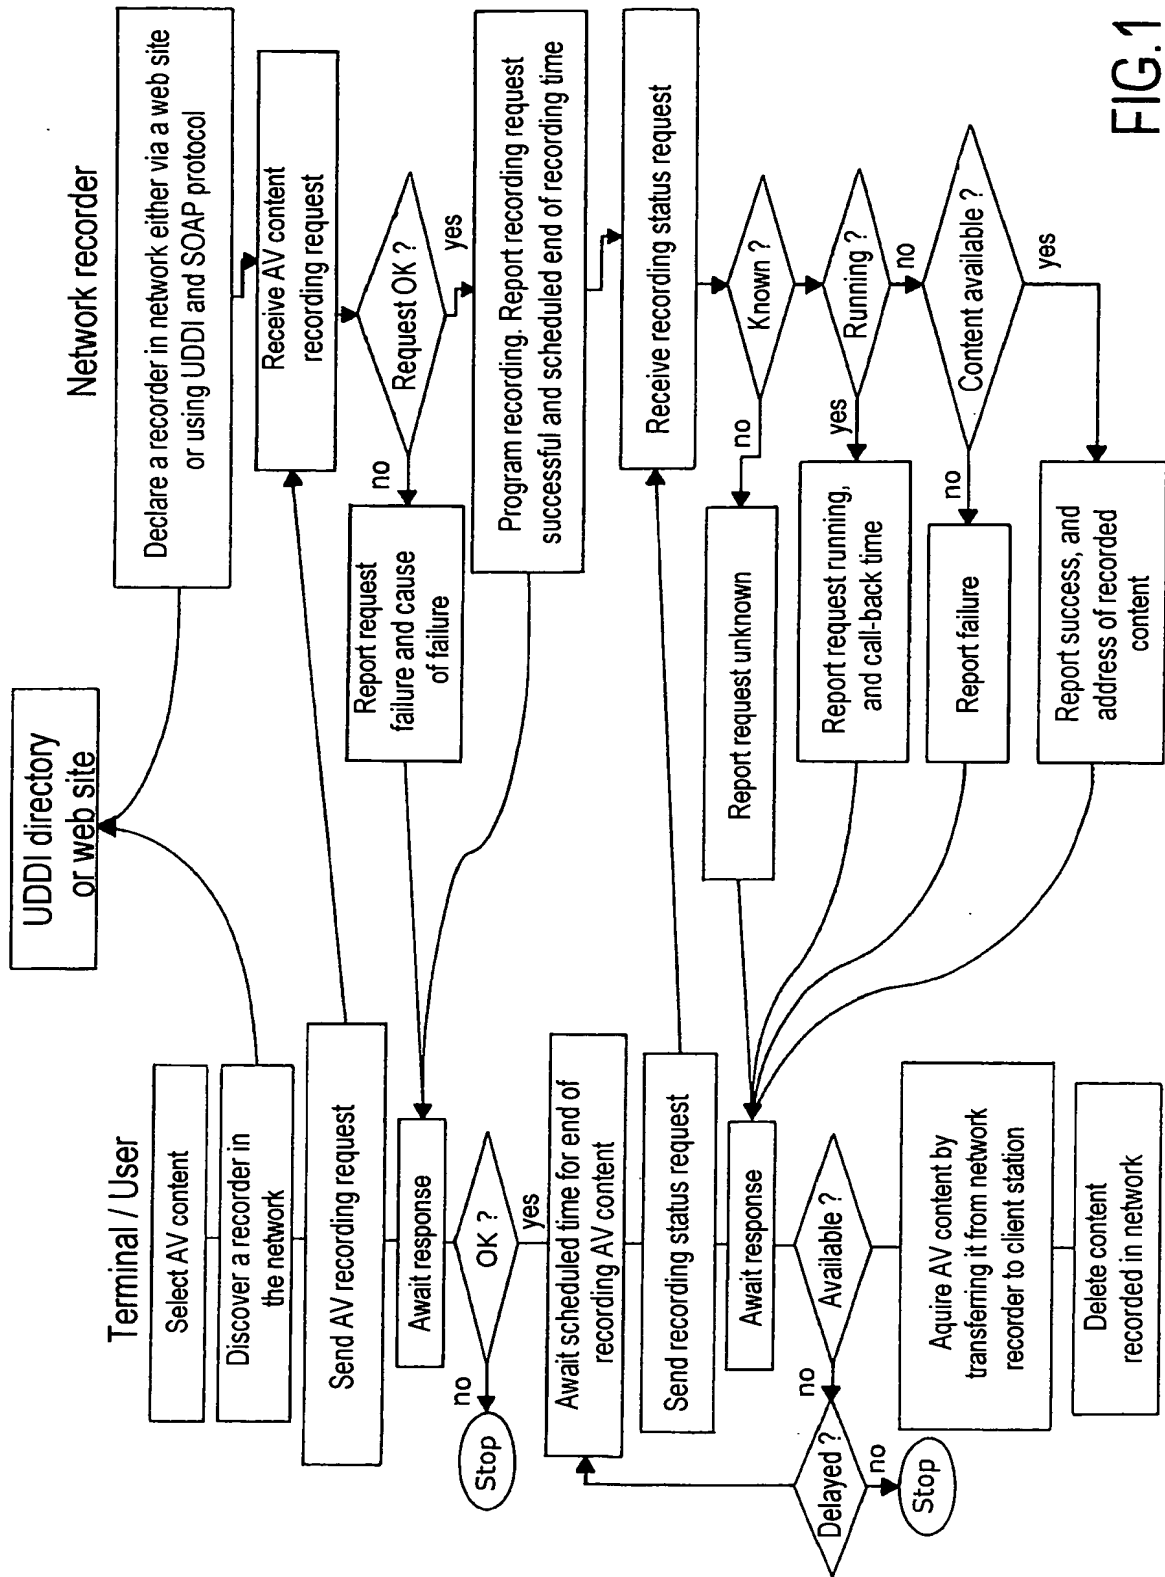 UDDI directory
or web site
Terminal / User
Select AV content
Discover a recorder in
the network
Send AV recording request
Await response
OK ?
no
Stop
yes
Await scheduled time for end of
recording AV content
Send recording status request
Await response
Available ?
no
Delayed ?
no
Stop
Aquire AV content by
transferring it from network
recorder to client station
Delete content
recorded in network
Network recorder
Declare a recorder in network either via a web site
or using UDDI and SOAP protocol
Receive AV content
recording request
Request OK ?
no
yes
Report request
failure and cause
of failure
Program recording. Report recording request
successful and scheduled end of recording time
Receive recording status request
Known ?
no
Report request unknown
Running ?
yes
no
Report request running,
and call-back time
Content available ?
no
yes
Report failure
Report success, and
address of recorded
content
FIG.1